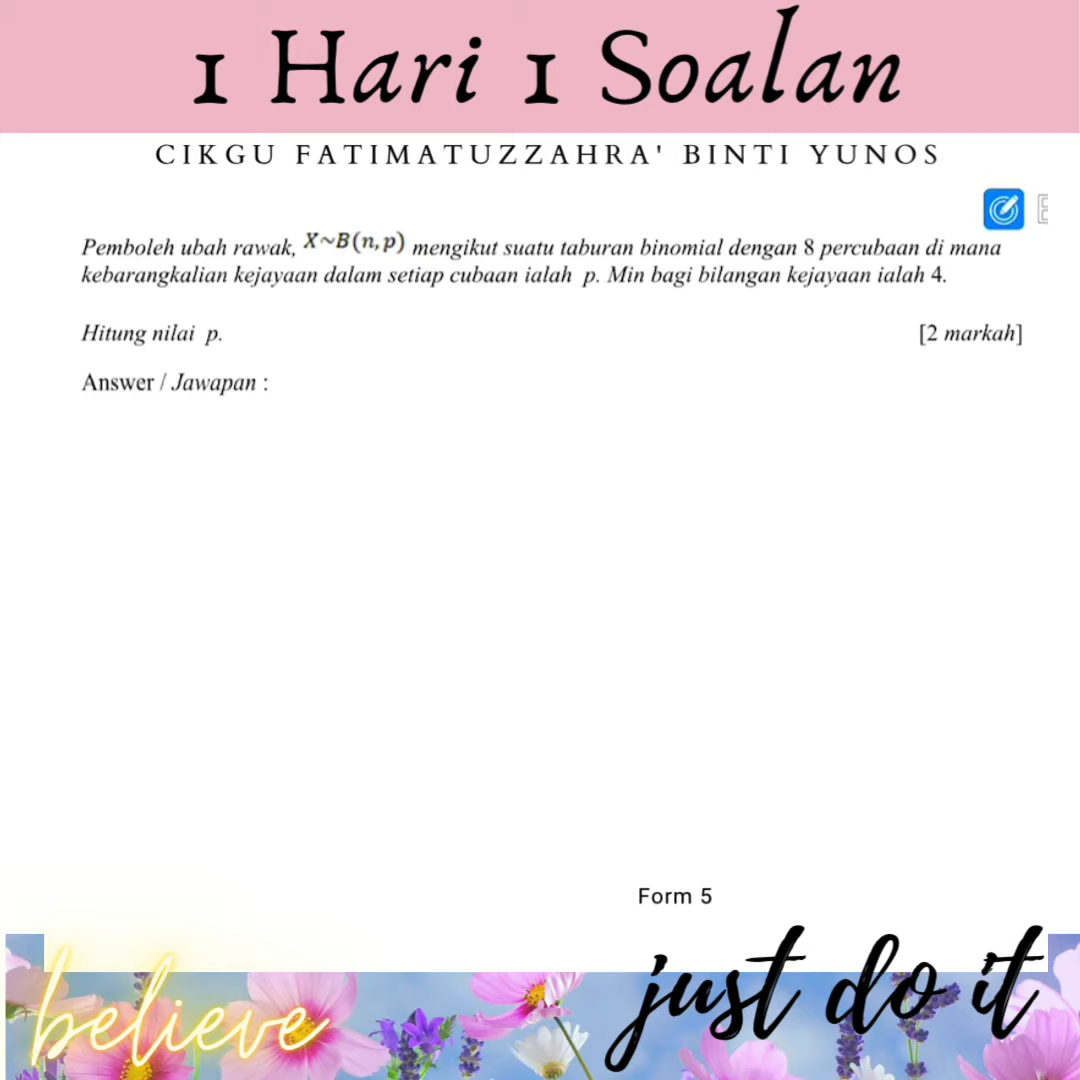 1 Hari 1 Soalan
CIKGU FATIMATUZZAHRA' BINTI YUNOS
Pemboleh ubah rawak, X~B(n,p) mengikut suatu taburan binomial dengan 8 percubaan di mana
kebarangkalian kejayaan dalam setiap cubaan ialah p. Min bagi bilangan kejayaan ialah 4.
Hitung nilai p. [2 markah]
Answer / Jawapan :
Form 5
believe just do it